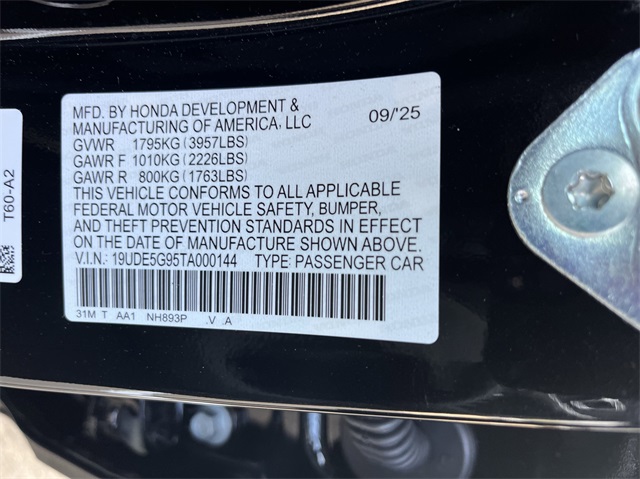 MFD. BY HONDA DEVELOPMENT &
MANUFACTURING OF AMERICA, LLC 09/'25
GVWR 1795KG (3957LBS)
GAWR F 1010KG (2226LBS)
GAWR R 800KG (1763LBS)
THIS VEHICLE CONFORMS TO ALL APPLICABLE
FEDERAL MOTOR VEHICLE SAFETY, BUMPER,
AND THEFT PREVENTION STANDARDS IN EFFECT
ON THE DATE OF MANUFACTURE SHOWN ABOVE.
V.I.N.: 19UDE5G95TA000144 TYPE: PASSENGER CAR
31M T AA1 NH893P .V .A
T60-A2